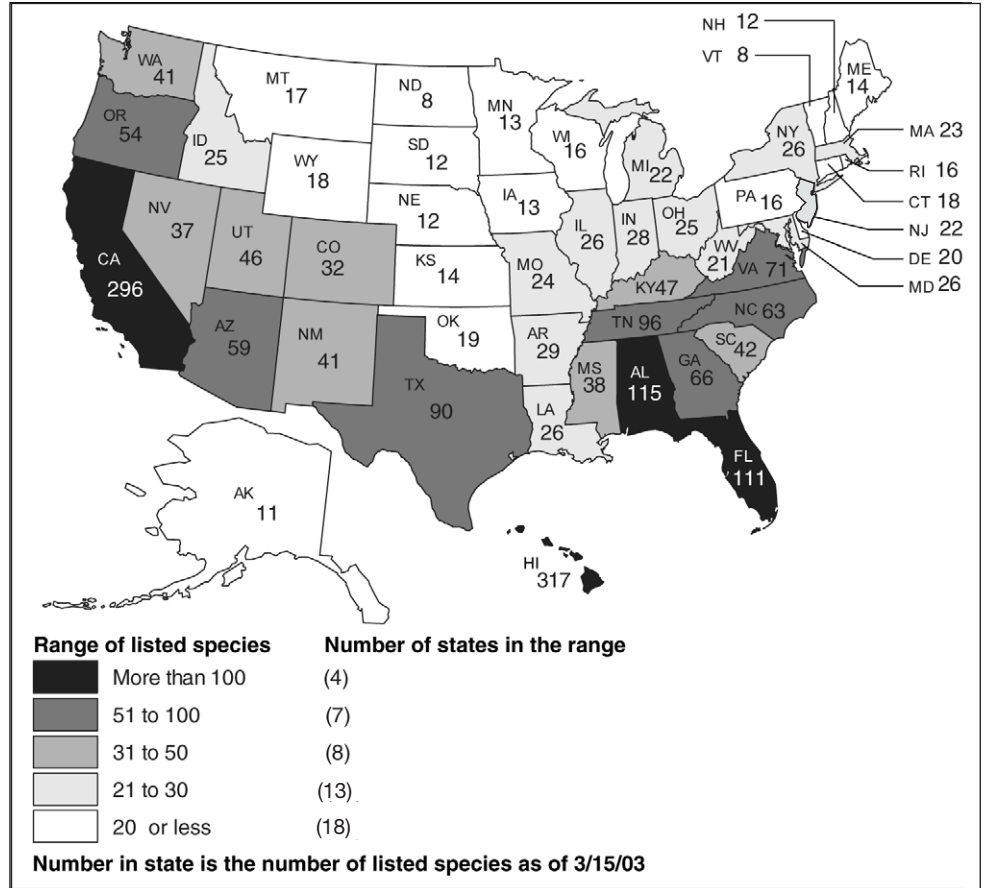 NH 12
VT 8
WA
41
MT
17
ND
8
MN
13
ME
14
OR
54
ID
25
WY
18
SD
12
WI
16
MI
22
NY
26
MA 23
RI 16
CT 18
NJ 22
DE 20
MD 26
NV
37
UT
46
CO
32
NE
12
IA
13
IL
26
IN
28
OH
25
PA 16
WV
21
VA 71
CA
296
KS
14
MO
24
KY 47
NC 63
TN 96
AZ
59
NM
41
OK
19
AR
29
SC
42
MS
38
AL
115
GA
66
TX
90
LA
26
FL
111
AK
11
HI
317
Range of listed species Number of states in the range
More than 100 (4)
51 to 100 (7)
31 to 50 (8)
21 to 30 (13)
20 or less (18)
Number in state is the number of listed species as of 3/15/03